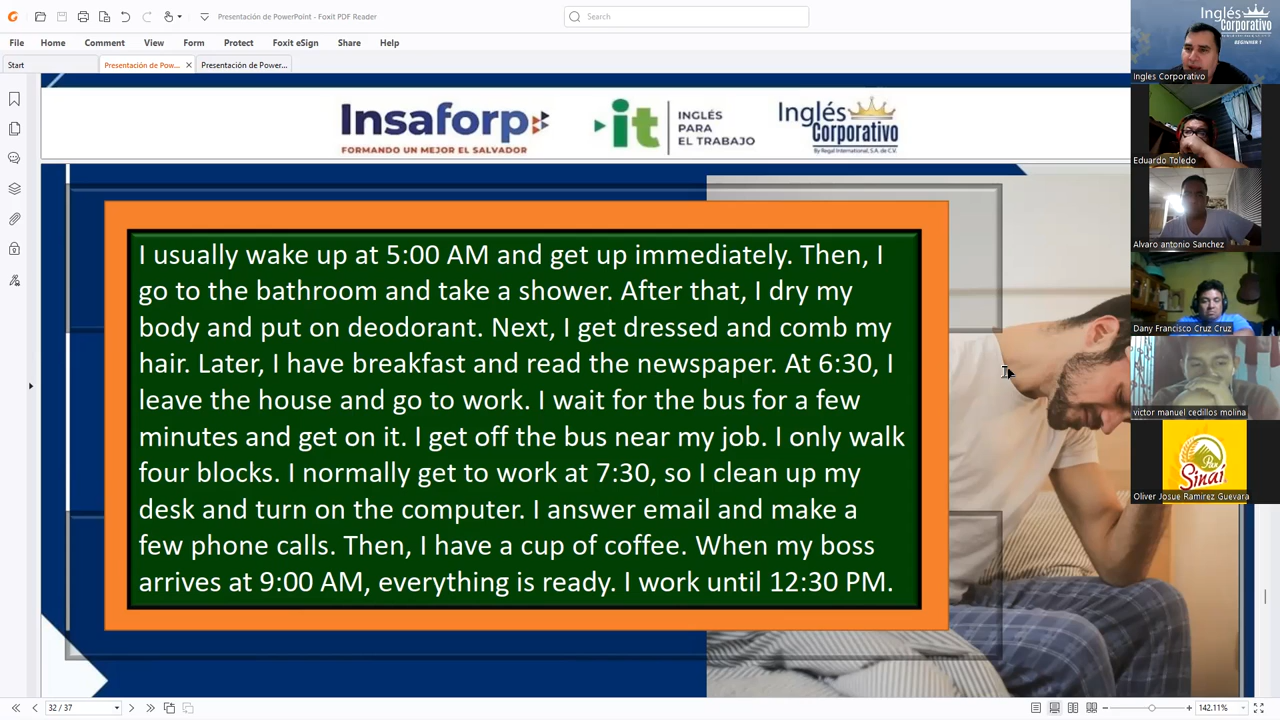 Presentación de PowerPoint - Foxit PDF Reader
Search
File Home Comment View Form Protect Foxit eSign Share Help
Start
Presentación de Pow...
Presentación de Power...
Insaforp
FORMANDO UN MEJOR EL SALVADOR
it
INGLÉS
PARA
EL TRABAJO
Inglés
Corporativo
By Regal International, S.A. de C.V.
I usually wake up at 5:00 AM and get up immediately. Then, I
go to the bathroom and take a shower. After that, I dry my
body and put on deodorant. Next, I get dressed and comb my
hair. Later, I have breakfast and read the newspaper. At 6:30, I
leave the house and go to work. I wait for the bus for a few
minutes and get on it. I get off the bus near my job. I only walk
four blocks. I normally get to work at 7:30, so I clean up my
desk and turn on the computer. I answer email and make a
few phone calls. Then, I have a cup of coffee. When my boss
arrives at 9:00 AM, everything is ready. I work until 12:30 PM.
Inglés
Corporativo
BEGINNER 1
Ingles Corporativo
Eduardo Toledo
Alvaro antonio Sanchez
Dany Francisco Cruz Cruz
victor manuel cedillos molina
Pan
Sinaí
Oliver Josue Ramirez Guevara
32 / 37
142.11%